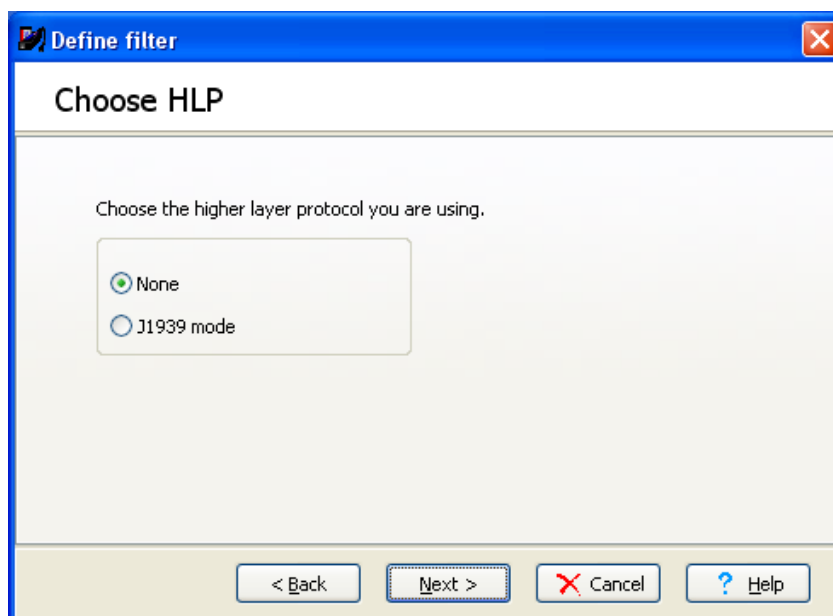 Define filter
Choose HLP
Choose the higher layer protocol you are using.
None
J1939 mode
< Back
Next >
Cancel
? Help